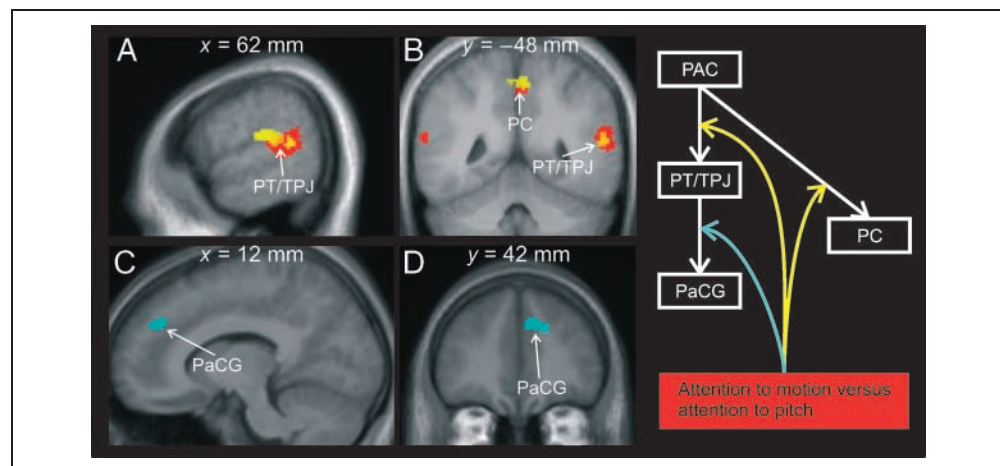 A
x = 62 mm
PT/TPJ
B
y = –48 mm
PC
PT/TPJ
C
x = 12 mm
PaCG
D
y = 42 mm
PaCG
PAC
PT/TPJ
PC
PaCG
Attention to motion versus
attention to pitch